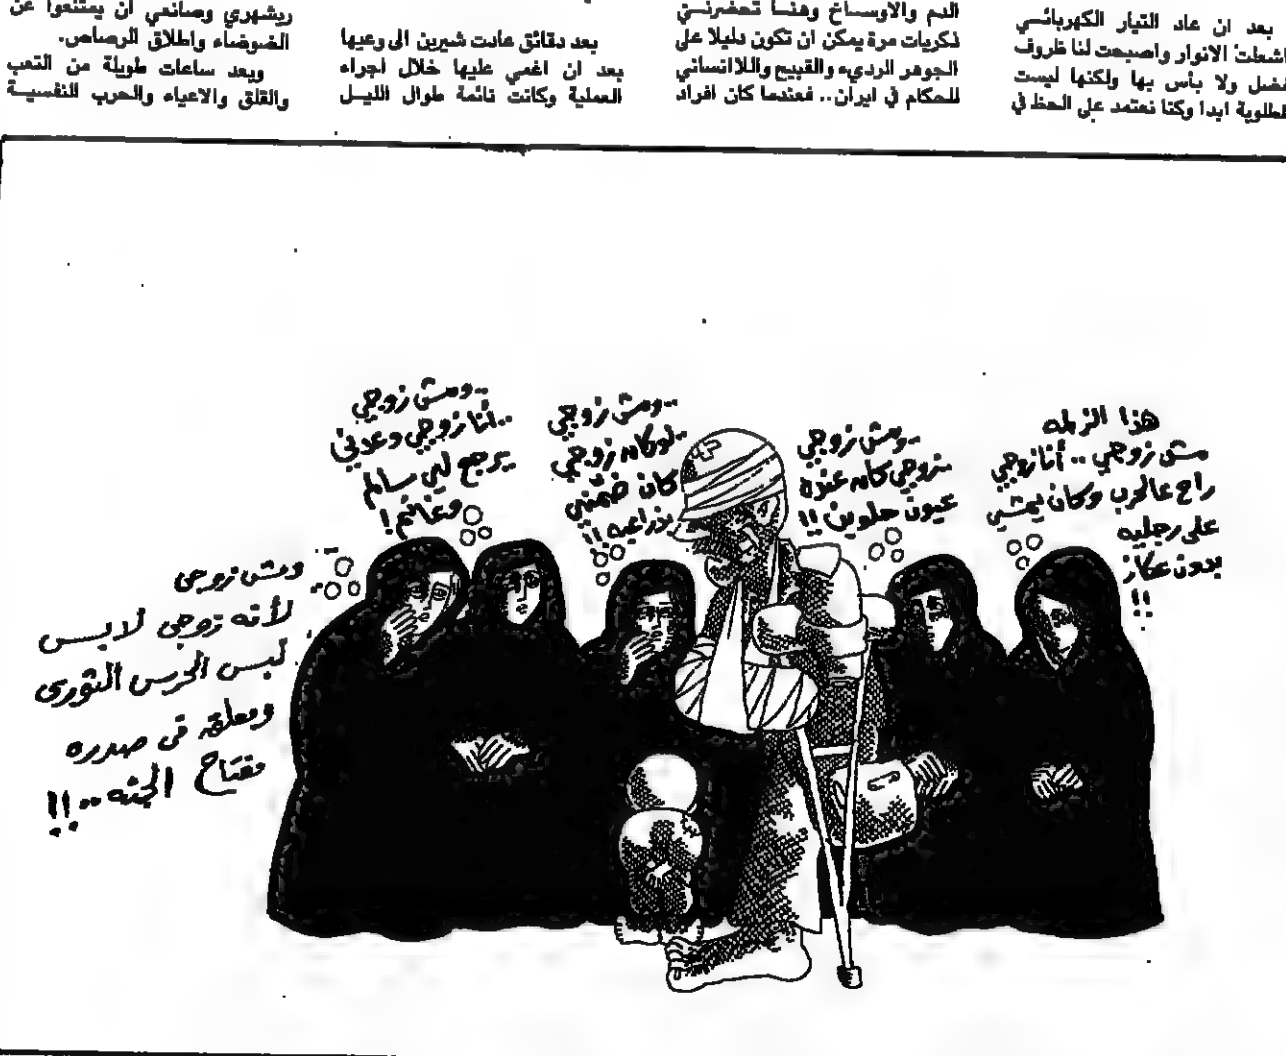 بعد ان عاد التيار الكهربائي
اشعلت الانوار واصبحت لنا ظروف
فضل ولا بأس بها ولكنها ليست
طلوبة ابدا وكنا نعتمد على الحظ في
الدم والاوساخ وهنا تحضرني
ذكريات مرة يمكن ان تكون دليلا على
الجوهر الرديء والقبيح واللاانساني
للحكام في ايران.. فعندما كان افراد
بعد دقائق عادت شيرين الى وعيها
بعد ان اغمي عليها خلال اجراء
العملية وكانت نائمة طوال الليل
ريشهري وصانعي ان يمتنعوا عن
الضوضاء واطلاق الرصاص.
وبعد ساعات طويلة من التعب
والقلق والاعياء والحرب النفسية
هذا الزلمه
مش زوجي .. أنا زوجي
راح عالحرب وكان يمشي
على رجليه
بدون عكاز
!!
..ومش زوجي
..زوجي كان عنده
عيون حلوين !!
..ومش زوجي
..لو كان زوجي
كان ضمّني
بذراعيه !!
..ومش زوجي
..أنا زوجي وعدني
يرجع لي سالم
وغانم !
ومش زوجي
لأنه زوجي لابس
لبس الحرس الثوري
ومعلق في صدره
مفتاح الجنه ..!!